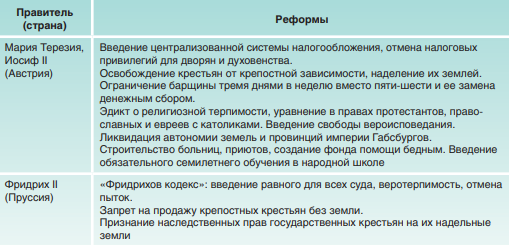 Правитель
(страна)
Реформы
Мария Терезия,
Иосиф II
(Австрия)
Введение централизованной системы налогообложения, отмена налоговых
привилегий для дворян и духовенства.
Освобождение крестьян от крепостной зависимости, наделение их землей.
Ограничение барщины тремя днями в неделю вместо пяти-шести и ее замена
денежным сбором.
Эдикт о религиозной терпимости, уравнение в правах протестантов, право-
славных и евреев с католиками. Введение свободы вероисповедания.
Ликвидация автономии земель и провинций империи Габсбургов.
Строительство больниц, приютов, создание фонда помощи бедным. Введение
обязательного семилетнего обучения в народной школе
Фридрих II
(Пруссия)
«Фридрихов кодекс»: введение равного для всех суда, веротерпимость, отмена
пыток.
Запрет на продажу крепостных крестьян без земли.
Признание наследственных прав государственных крестьян на их надельные
земли